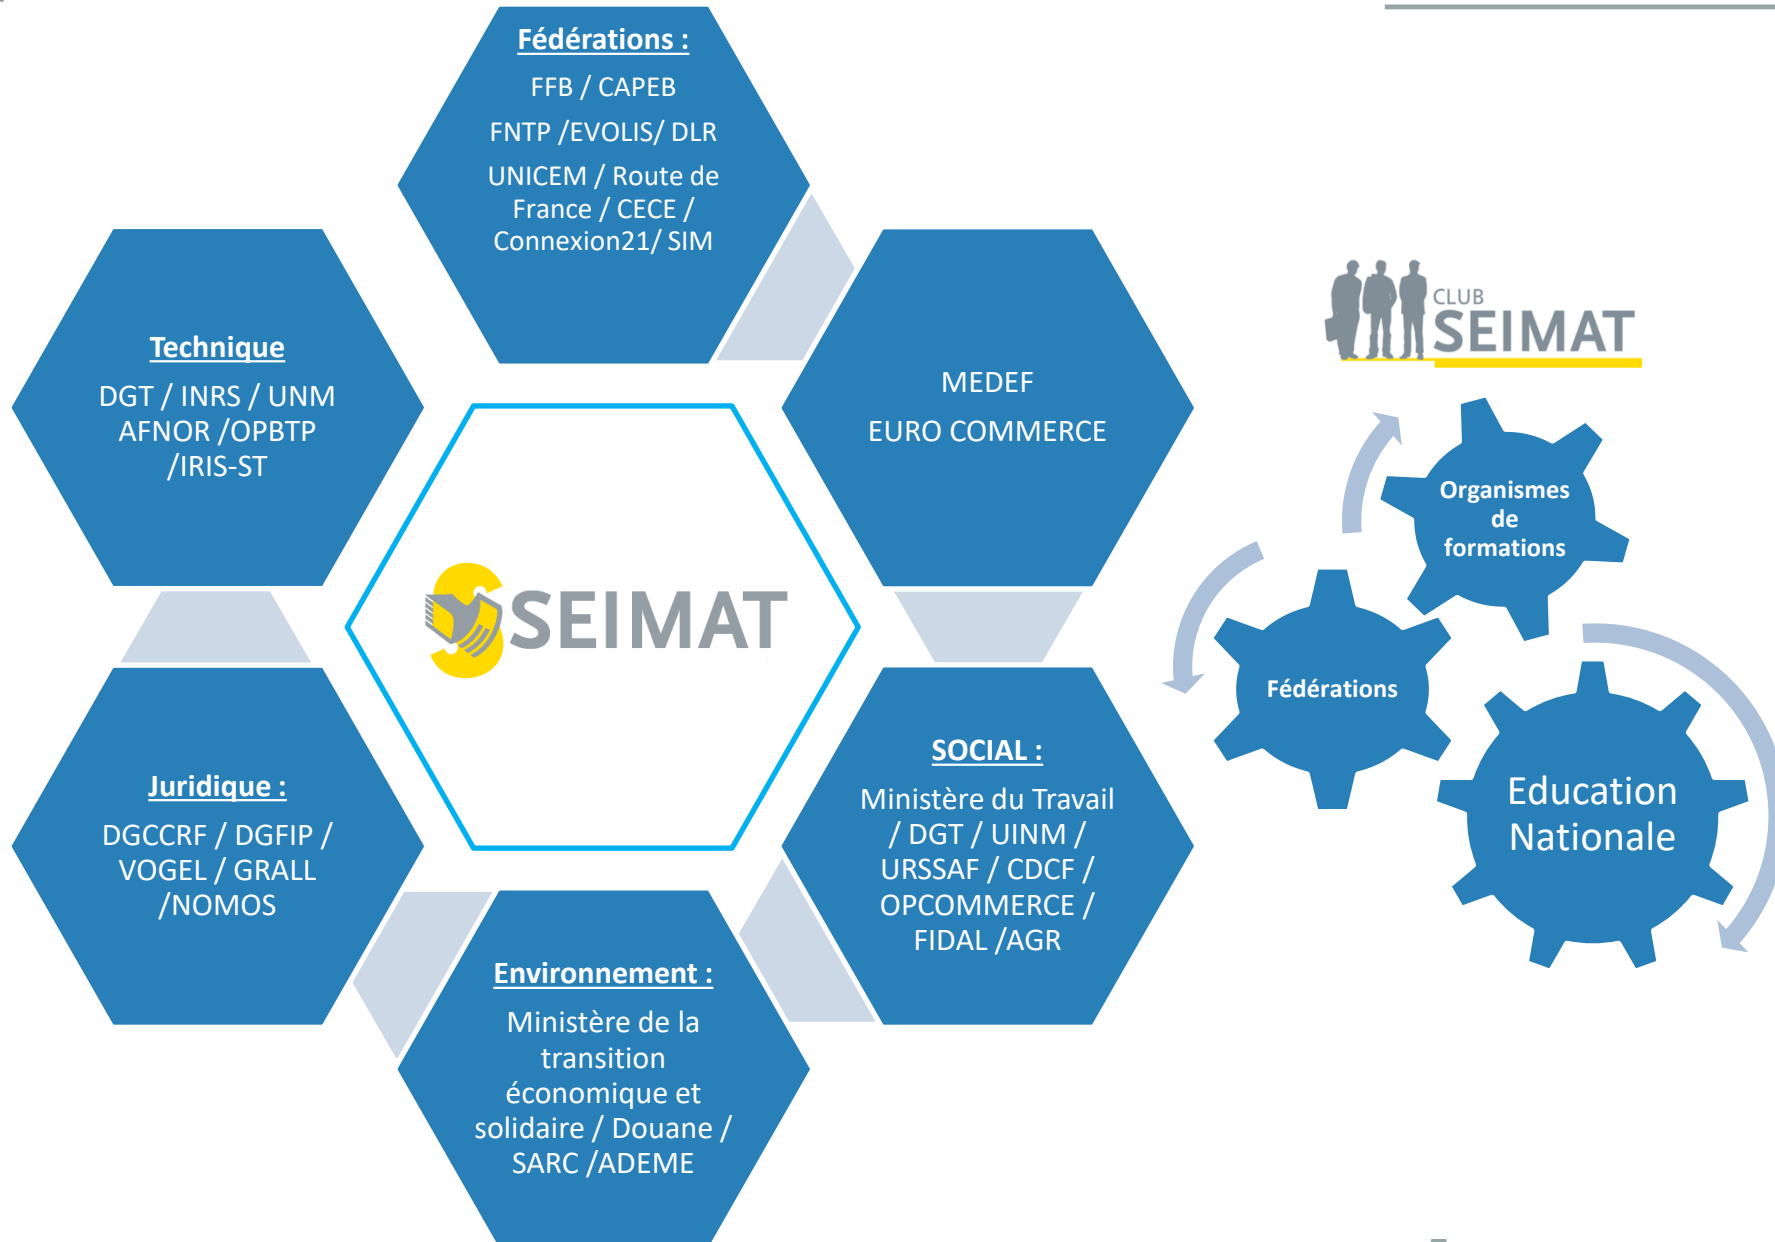 Fédérations :
FFB / CAPEB
FNTP /EVOLIS/ DLR
UNICEM / Route de
France / CECE /
Connexion21/ SIM
MEDEF
EURO COMMERCE
SOCIAL :
Ministère du Travail
/ DGT / UINM /
URSSAF / CDCF /
OPCOMMERCE /
FIDAL /AGR
Environnement :
Ministère de la
transition
économique et
solidaire / Douane /
SARC /ADEME
Juridique :
DGCCRF / DGFIP /
VOGEL / GRALL
/NOMOS
Technique
DGT / INRS / UNM
AFNOR /OPBTP
/IRIS-ST
SEIMAT
CLUB
SEIMAT
Organismes
de
formations
Fédérations
Education
Nationale